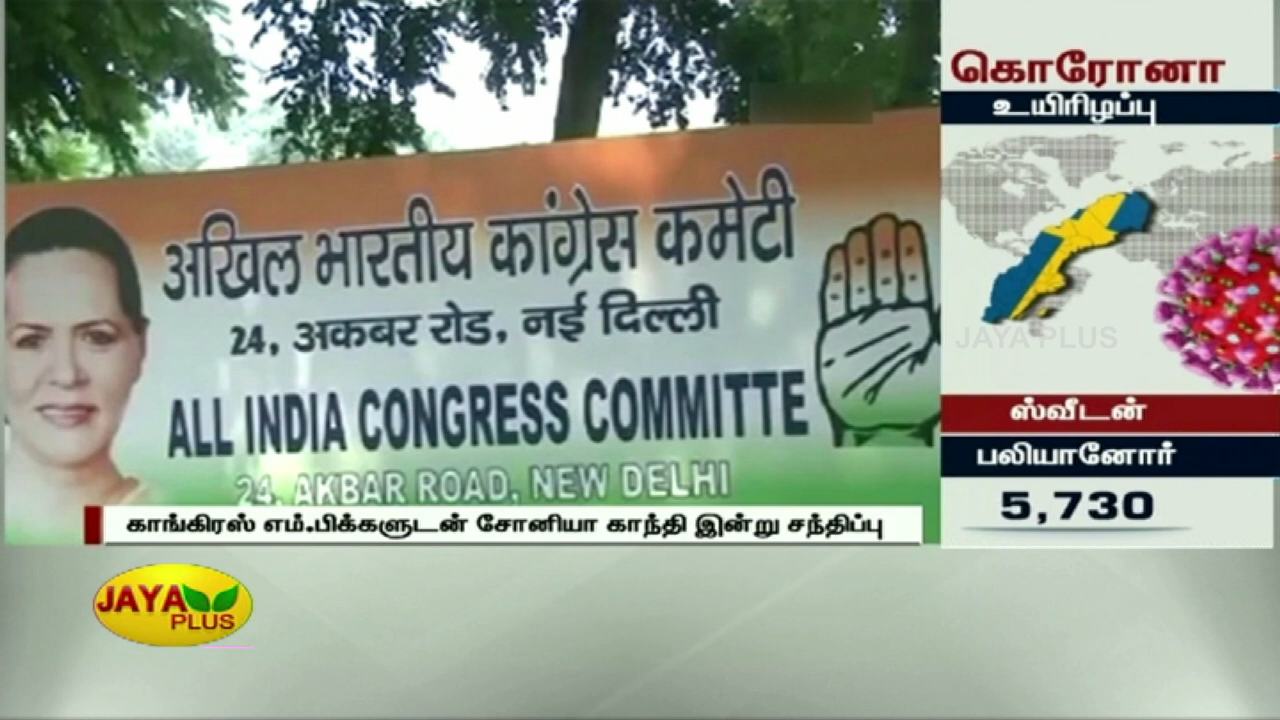 अखिल भारतीय कांग्रेस कमेटी
24, अकबर रोड, नई दिल्ली
ALL INDIA CONGRESS COMMITTE
24, AKBAR ROAD, NEW DELHI
காங்கிரஸ் எம்.பிக்களுடன் சோனியா காந்தி இன்று சந்திப்பு
JAYA
PLUS
கொரோனா
உயிரிழப்பு
JAYA PLUS
ஸ்வீடன்
பலியானோர்
5,730